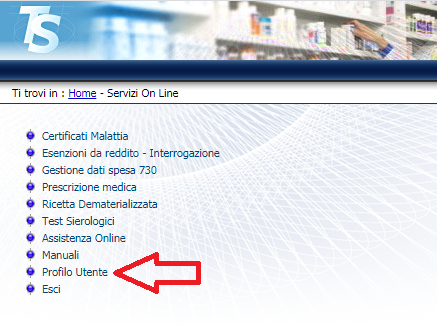 TS
Ti trovi in : Home - Servizi On Line
Certificati Malattia
Esenzioni da reddito - Interrogazione
Gestione dati spesa 730
Prescrizione medica
Ricetta Dematerializzata
Test Sierologici
Assistenza Online
Manuali
Profilo Utente
Esci